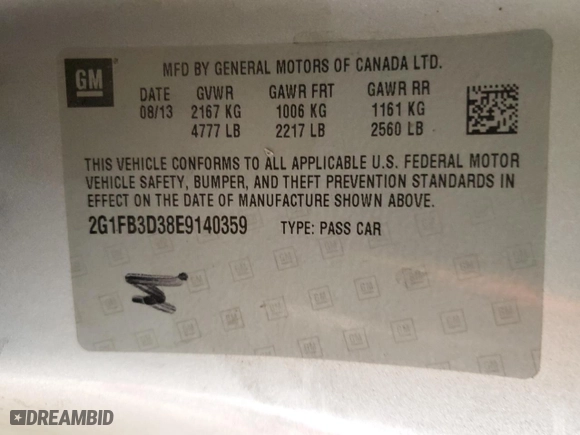 GM
MFD BY GENERAL MOTORS OF CANADA LTD.
DATE GVWR GAWR FRT GAWR RR
08/13 2167 KG 1006 KG 1161 KG
4777 LB 2217 LB 2560 LB
THIS VEHICLE CONFORMS TO ALL APPLICABLE U.S. FEDERAL MOTOR
VEHICLE SAFETY, BUMPER, AND THEFT PREVENTION STANDARDS IN
EFFECT ON THE DATE OF MANUFACTURE SHOWN ABOVE.
2G1FB3D38E9140359 TYPE: PASS CAR
DREAMBID